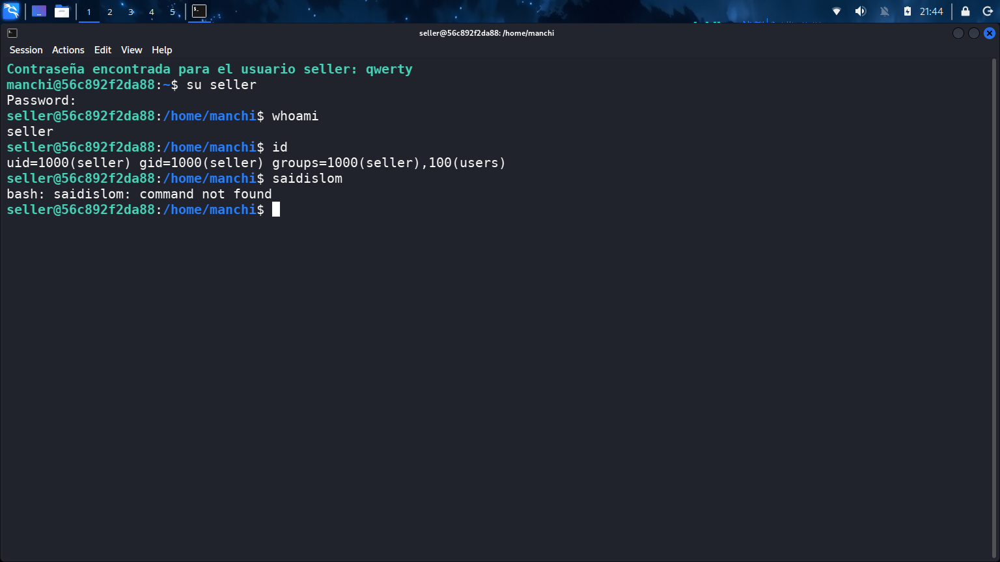 1 2 3 4 5 21:44
seller@56c892f2da88: /home/manchi
Session Actions Edit View Help
Contraseña encontrada para el usuario seller: qwerty
manchi@56c892f2da88:~$ su seller
Password:
seller@56c892f2da88:/home/manchi$ whoami
seller
seller@56c892f2da88:/home/manchi$ id
uid=1000(seller) gid=1000(seller) groups=1000(seller),100(users)
seller@56c892f2da88:/home/manchi$ saidislom
bash: saidislom: command not found
seller@56c892f2da88:/home/manchi$